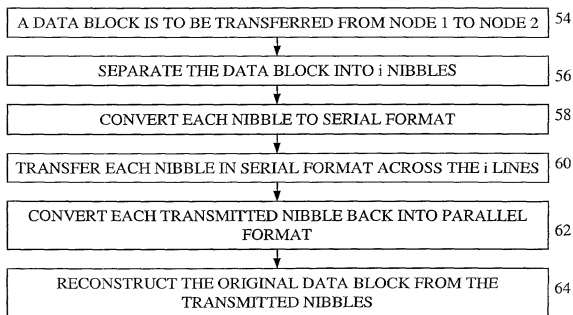 A DATA BLOCK IS TO BE TRANSFERRED FROM NODE 1 TO NODE 2 54
SEPARATE THE DATA BLOCK INTO i NIBBLES 56
CONVERT EACH NIBBLE TO SERIAL FORMAT 58
TRANSFER EACH NIBBLE IN SERIAL FORMAT ACROSS THE i LINES 60
CONVERT EACH TRANSMITTED NIBBLE BACK INTO PARALLEL
FORMAT 62
RECONSTRUCT THE ORIGINAL DATA BLOCK FROM THE
TRANSMITTED NIBBLES 64